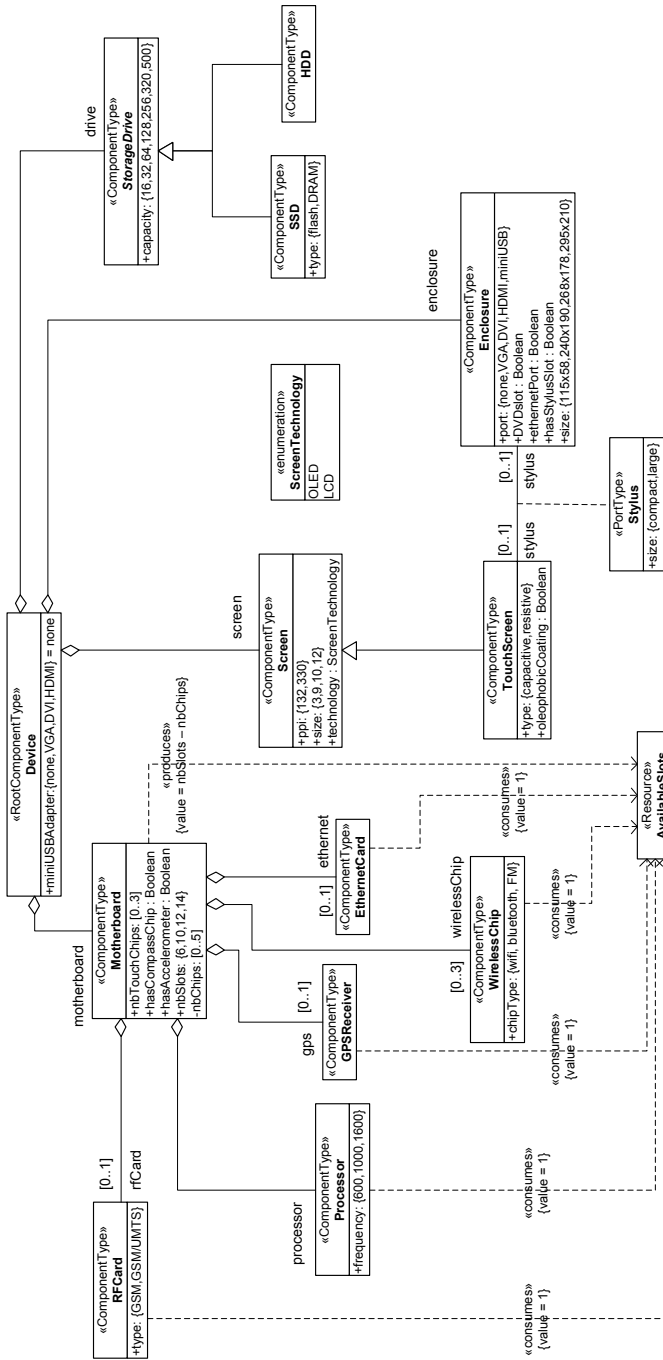 «RootComponentType»
Device
+miniUSBAdapter:{none,VGA,DVI,HDMI} = none
motherboard
screen
enclosure
drive
«ComponentType»
Motherboard
+nbTouchChips: [0..3]
+hasCompassChip : Boolean
+hasAccelerometer : Boolean
+nbSlots: {6,10,12,14}
-nbChips: [0..5]
«produces»
{value = nbSlots – nbChips}
[0..1]
rfCard
«ComponentType»
RFCard
+type: {GSM,GSM/UMTS}
processor
«ComponentType»
Processor
+frequency: {600,1000,1600}
gps
[0..1]
«ComponentType»
GPSReceiver
[0..3]
wirelessChip
«ComponentType»
WirelessChip
+chipType: {wifi, bluetooth, FM}
[0..1]
ethernet
«ComponentType»
EthernetCard
«ComponentType»
Screen
+ppi: {132,330}
+size: {3,9,10,12}
+technology : ScreenTechnology
«enumeration»
ScreenTechnology
OLED
LCD
«ComponentType»
StorageDrive
+capacity: {16,32,64,128,256,320,500}
«ComponentType»
SSD
+type: {flash,DRAM}
«ComponentType»
HDD
«ComponentType»
TouchScreen
+type: {capacitive,resistive}
+oleophobicCoating : Boolean
[0..1]
stylus
[0..1]
stylus
«ComponentType»
Enclosure
+port: {none,VGA,DVI,HDMI,miniUSB}
+DVDslot : Boolean
+ethernetPort : Boolean
+hasStylusSlot : Boolean
+size: {115x58,240x190,268x178,295x210}
«PortType»
Stylus
+size: {compact,large}
«consumes»
{value = 1}
«consumes»
{value = 1}
«consumes»
{value = 1}
«consumes»
{value = 1}
«consumes»
{value = 1}
«Resource»
AvailableSlots